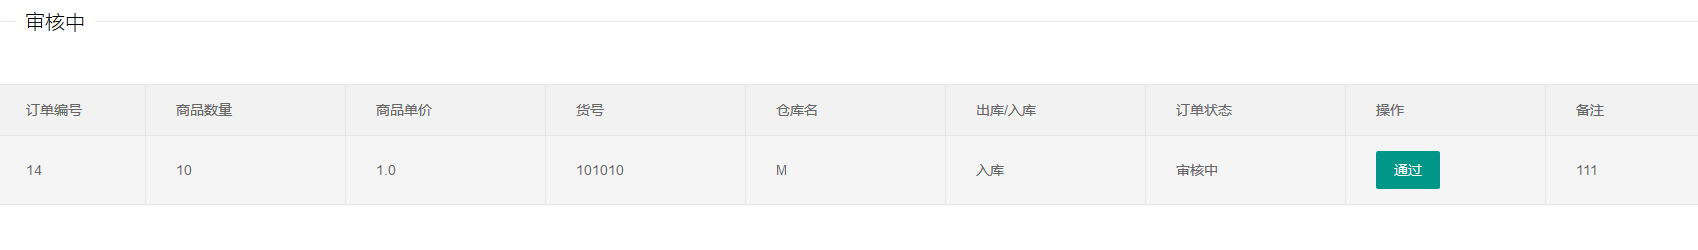 审核中
订单编号 商品数量 商品单价 货号 仓库名 出库/入库 订单状态 操作 备注
14 10 1.0 101010 M 入库 审核中 通过 111